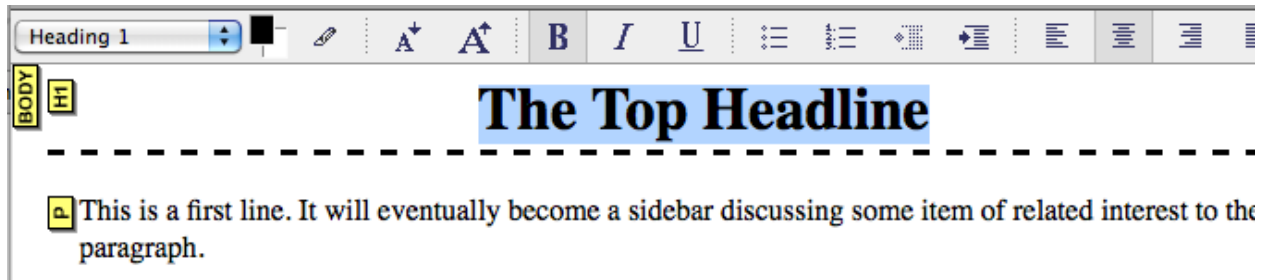 Heading 1
A A B I U
BODY
H1
The Top Headline
P
This is a first line. It will eventually become a sidebar discussing some item of related interest to the
paragraph.